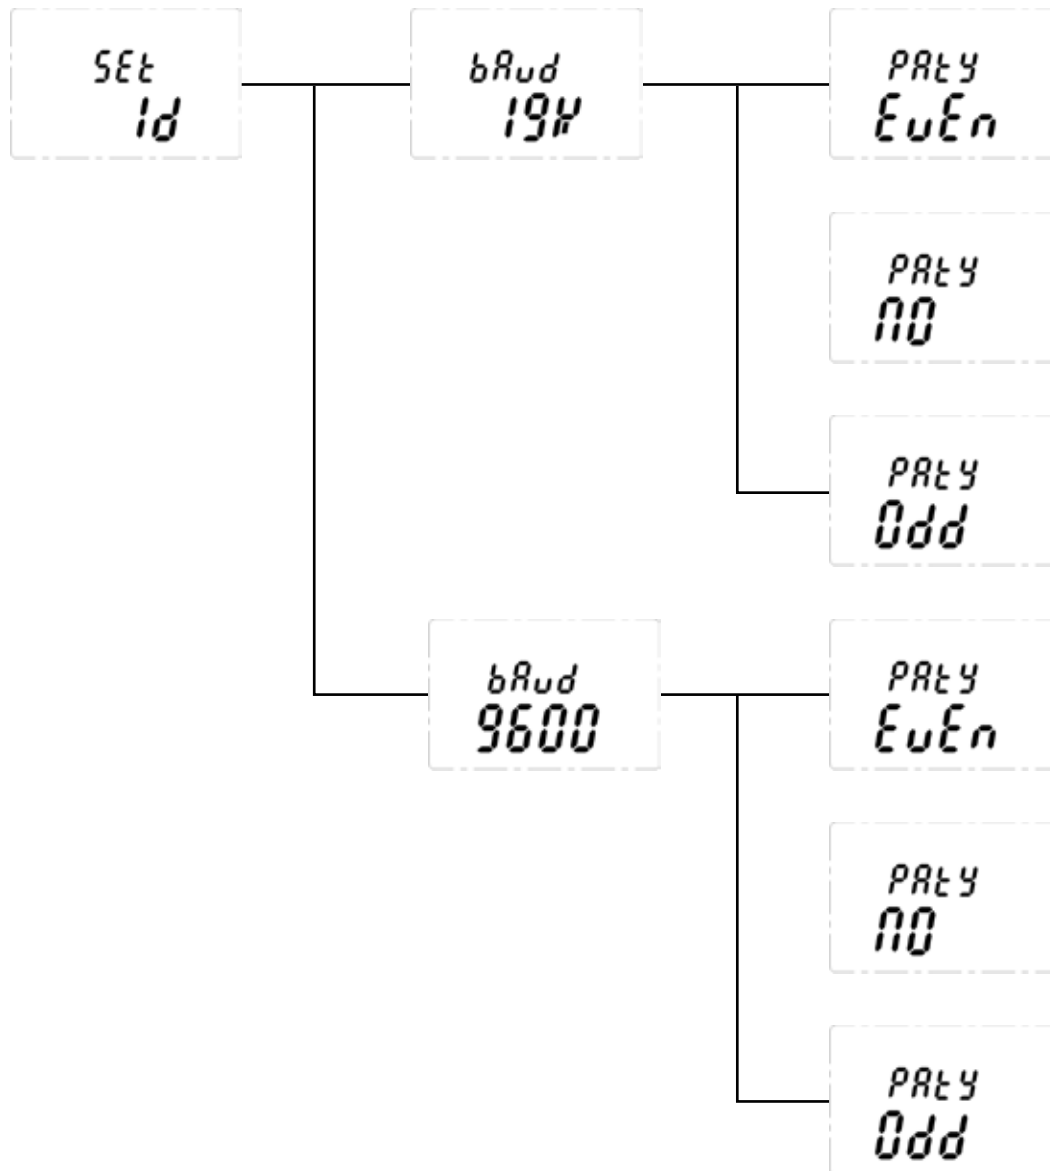 SEt
Id
bAud
19K
PAtY
EvEn
PAtY
NO
PAtY
Odd
bAud
9600
PAtY
EvEn
PAtY
NO
PAtY
Odd